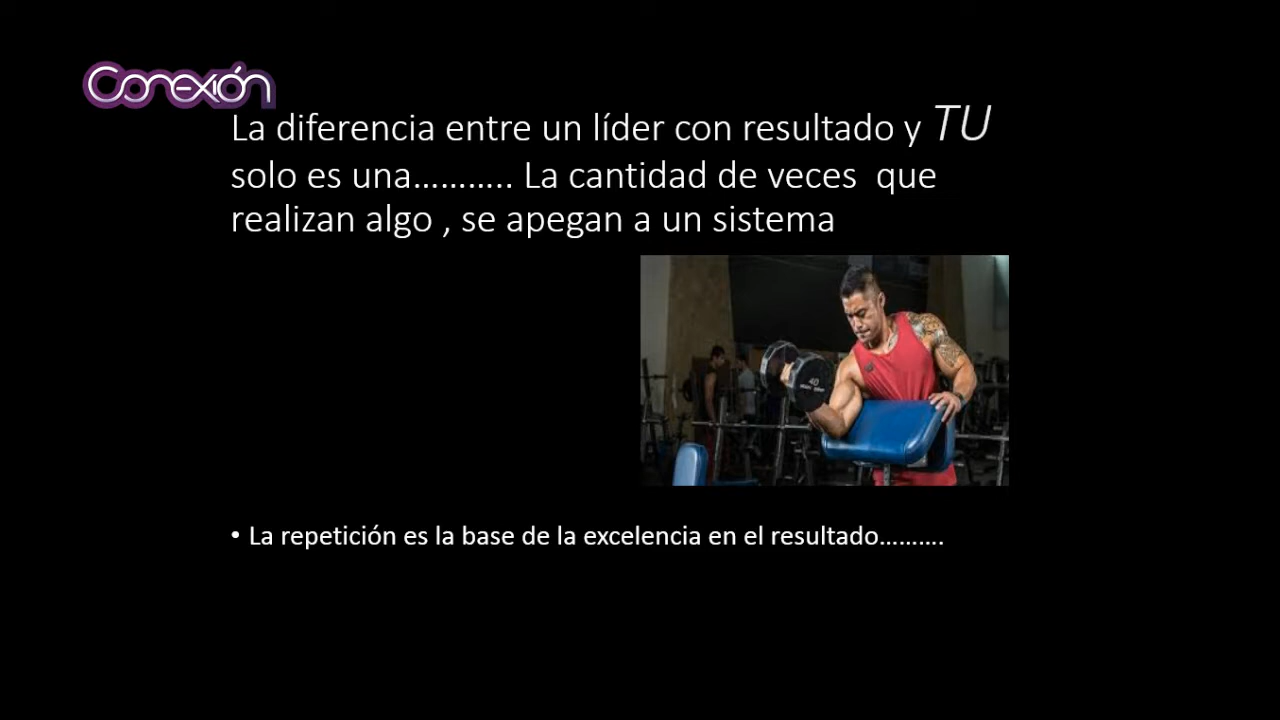 Conexión
La diferencia entre un líder con resultado y TU
solo es una……….. La cantidad de veces  que
realizan algo , se apegan a un sistema
40
• La repetición es la base de la excelencia en el resultado……….